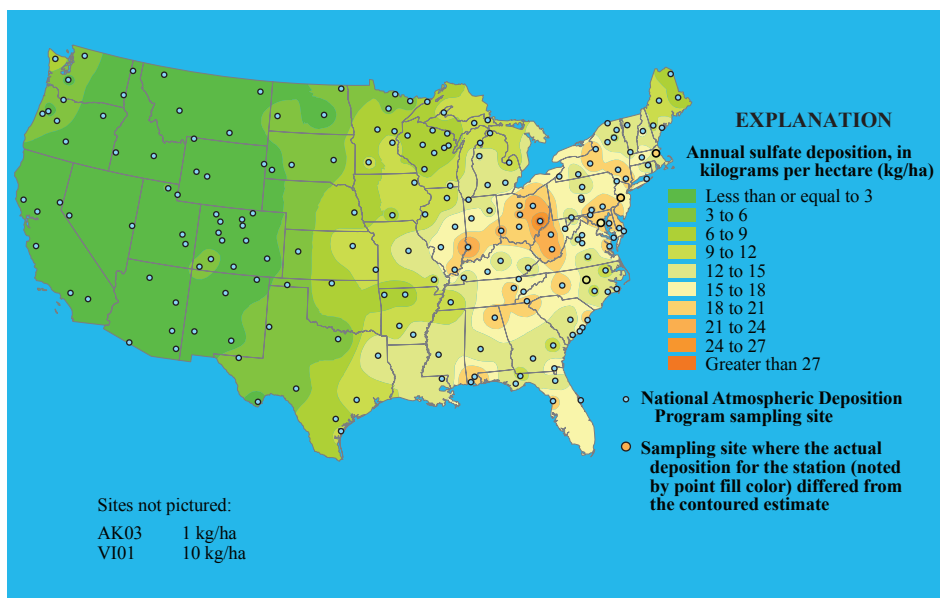 EXPLANATION
Annual sulfate deposition, in
kilograms per hectare (kg/ha)
Less than or equal to 3
3 to 6
6 to 9
9 to 12
12 to 15
15 to 18
18 to 21
21 to 24
24 to 27
Greater than 27
National Atmospheric Deposition
Program sampling site
Sampling site where the actual
deposition for the station (noted
by point fill color) differed from
the contoured estimate
Sites not pictured:
AK03 1 kg/ha
VI01 10 kg/ha